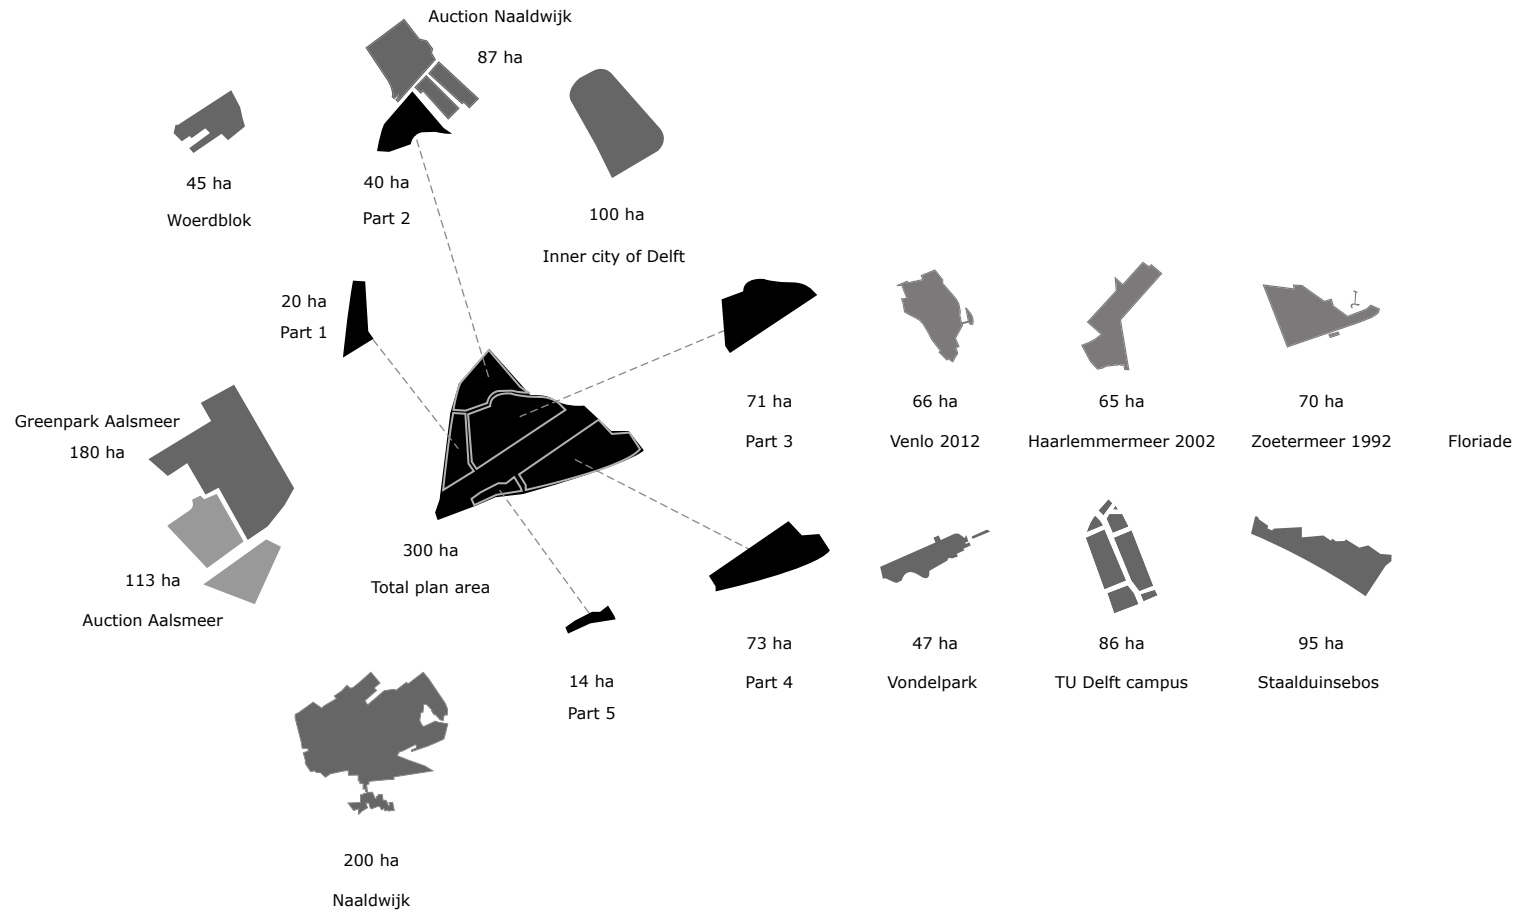 Auction Naaldwijk
87 ha
45 ha
Woerdblok
40 ha
Part 2
100 ha
Inner city of Delft
20 ha
Part 1
71 ha
Part 3
66 ha
Venlo 2012
65 ha
Haarlemmermeer 2002
70 ha
Zoetermeer 1992
Floriade
Greenpark Aalsmeer
180 ha
113 ha
Auction Aalsmeer
300 ha
Total plan area
14 ha
Part 5
73 ha
Part 4
47 ha
Vondelpark
86 ha
TU Delft campus
95 ha
Staalduinsebos
200 ha
Naaldwijk